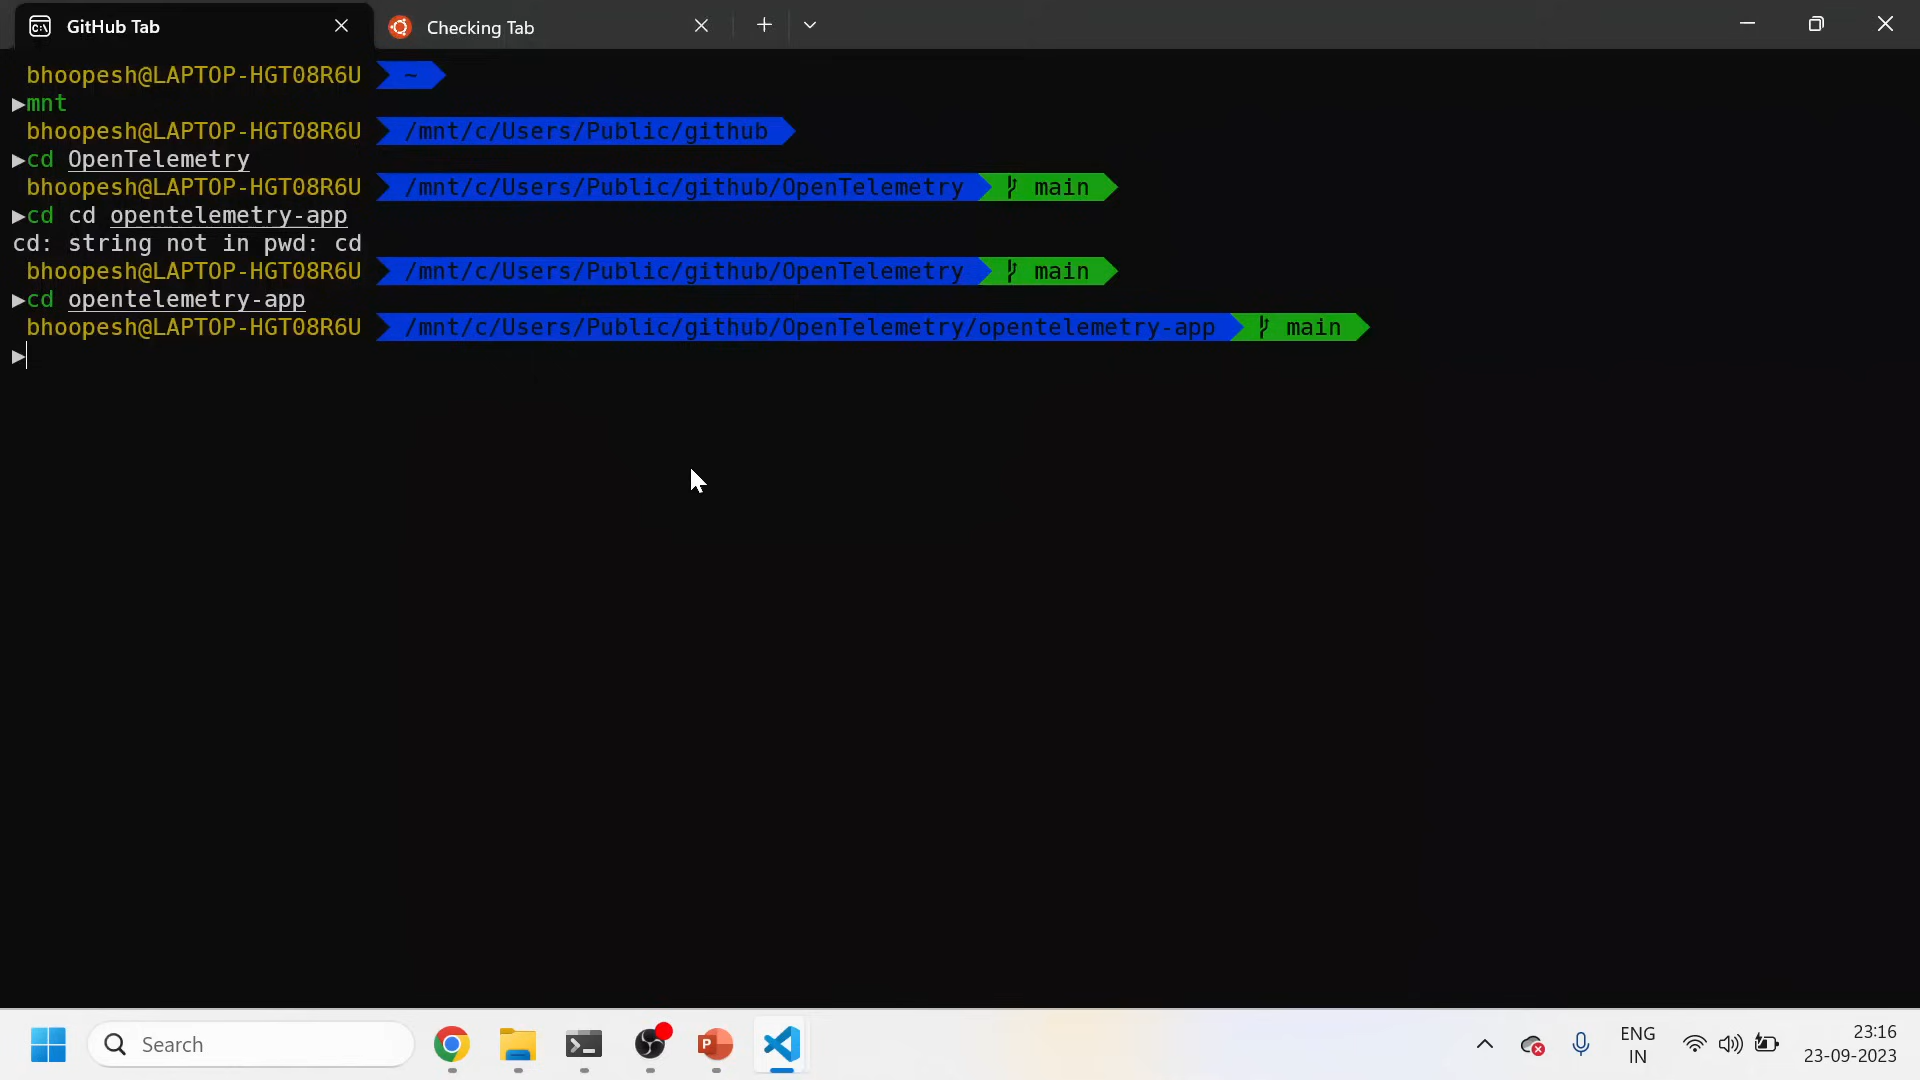 GitHub Tab
Checking Tab
bhoopesh@LAPTOP-HGT08R6U ~
▶mnt
bhoopesh@LAPTOP-HGT08R6U /mnt/c/Users/Public/github
▶cd OpenTelemetry
bhoopesh@LAPTOP-HGT08R6U /mnt/c/Users/Public/github/OpenTelemetry main
▶cd cd opentelemetry-app
cd: string not in pwd: cd
bhoopesh@LAPTOP-HGT08R6U /mnt/c/Users/Public/github/OpenTelemetry main
▶cd opentelemetry-app
bhoopesh@LAPTOP-HGT08R6U /mnt/c/Users/Public/github/OpenTelemetry/opentelemetry-app main
▶
Search
ENG
IN
23:16
23-09-2023